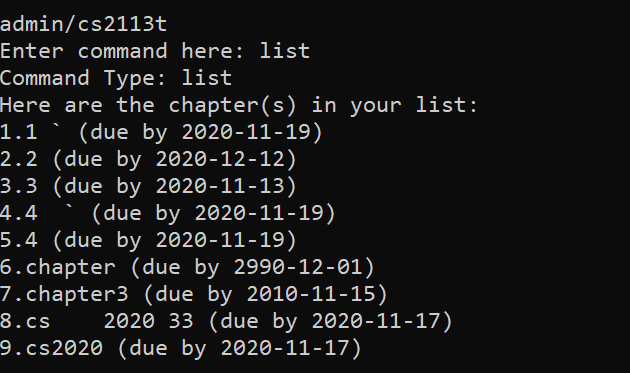 admin/cs2113t
Enter command here: list
Command Type: list
Here are the chapter(s) in your list:
1.1 ` (due by 2020-11-19)
2.2 (due by 2020-12-12)
3.3 (due by 2020-11-13)
4.4  ` (due by 2020-11-19)
5.4 (due by 2020-11-19)
6.chapter (due by 2990-12-01)
7.chapter3 (due by 2010-11-15)
8.cs    2020 33 (due by 2020-11-17)
9.cs2020 (due by 2020-11-17)